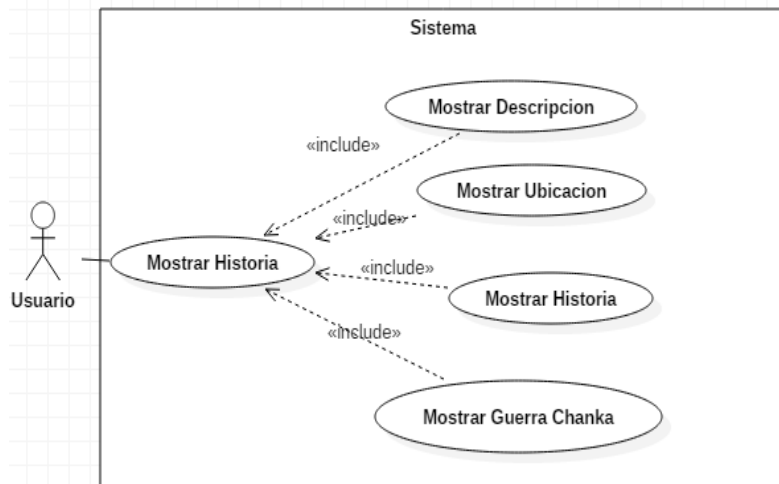 Sistema
Mostrar Descripcion
«include»
Mostrar Ubicacion
«include»
Mostrar Historia
«include»
Mostrar Historia
Usuario
«include»
Mostrar Guerra Chanka